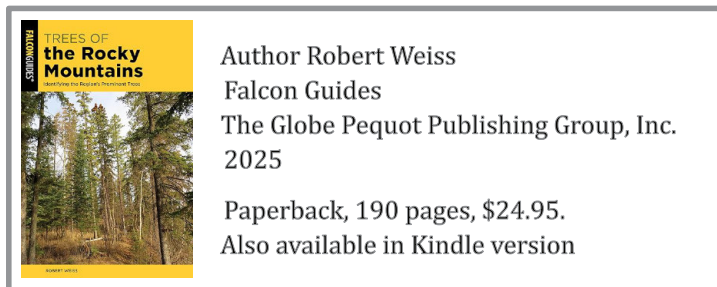 FALCONGUIDES®
TREES OF
the Rocky
Mountains
Identifying the Region's Prominent Trees
ROBERT WEISS
Author Robert Weiss
Falcon Guides
The Globe Pequot Publishing Group, Inc.
2025
Paperback, 190 pages, $24.95.
Also available in Kindle version